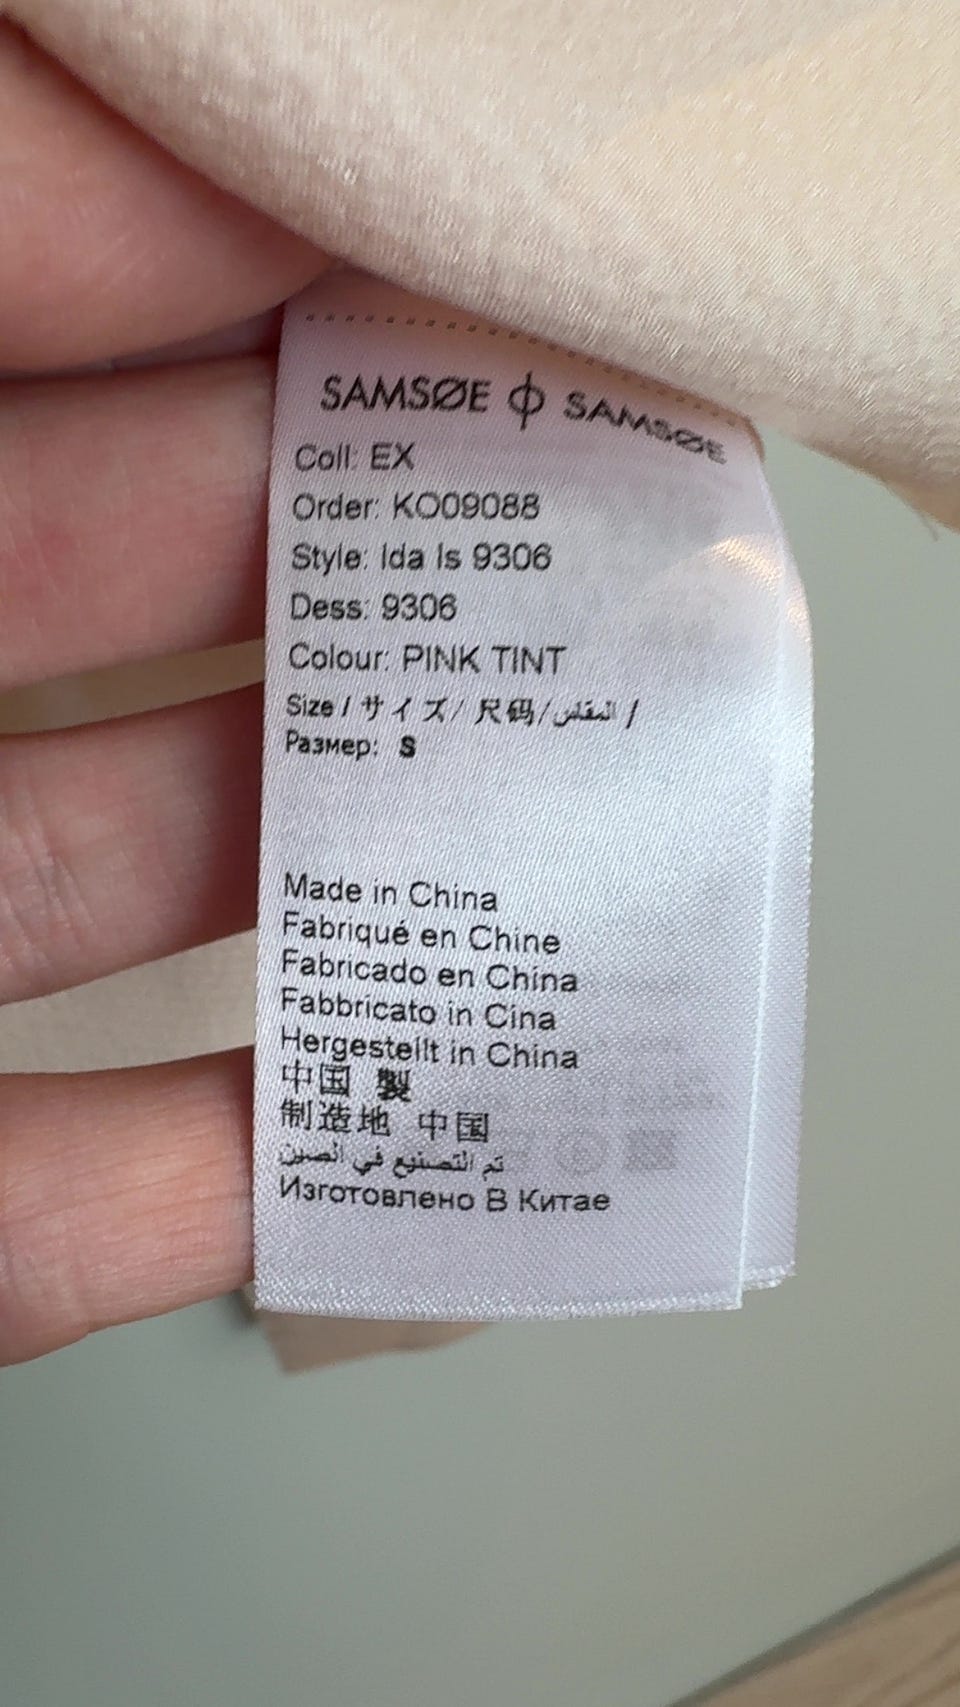 SAMSØE ф SAMSØE
Coll: EX
Order: KO09088
Style: Ida ls 9306
Dess: 9306
Colour: PINK TINT
Size / サイズ/ 尺码/ المقاس /
Размер: S
Made in China
Fabriqué en Chine
Fabricado en China
Fabbricato in Cina
Hergestellt in China
中国 製
制造地 中国
تم التصنيع في الصين
Изготовлено В Китае